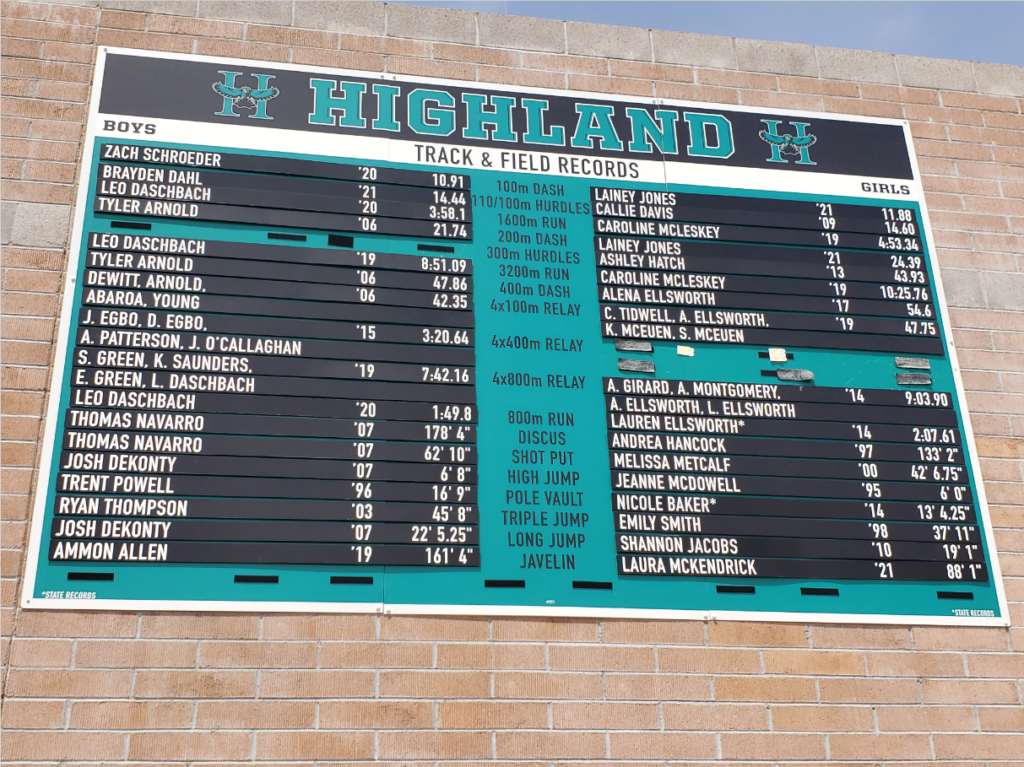 H HIGHLAND H
TRACK & FIELD RECORDS
BOYS
ZACH SCHROEDER '20 10.91
BRAYDEN DAHL '21 14.44
LEO DASCHBACH '20 3:58.1
TYLER ARNOLD '06 21.74
LEO DASCHBACH '19 8:51.09
TYLER ARNOLD '06 47.86
DEWITT, ARNOLD, '06 42.35
ABAROA, YOUNG
J. EGBO, D. EGBO, '15 3:20.64
A. PATTERSON, J. O'CALLAGHAN
S. GREEN, K. SAUNDERS, '19 7:42.16
E. GREEN, L. DASCHBACH
LEO DASCHBACH '20 1:49.8
THOMAS NAVARRO '07 178' 4"
THOMAS NAVARRO '07 62' 10"
JOSH DEKONTY '07 6' 8"
TRENT POWELL '96 16' 9"
RYAN THOMPSON '03 45' 8"
JOSH DEKONTY '07 22' 5.25"
AMMON ALLEN '19 161' 4"
*STATE RECORDS
100m DASH
110/100m HURDLES
1600m RUN
200m DASH
300m HURDLES
3200m RUN
400m DASH
4x100m RELAY
4x400m RELAY
4x800m RELAY
800m RUN
DISCUS
SHOT PUT
HIGH JUMP
POLE VAULT
TRIPLE JUMP
LONG JUMP
JAVELIN
GIRLS
LAINEY JONES '21 11.88
CALLIE DAVIS '09 14.60
CAROLINE MCLESKEY '19 4:53.34
LAINEY JONES '21 24.39
ASHLEY HATCH '13 43.93
CAROLINE MCLESKEY '19 10:25.76
ALENA ELLSWORTH '17 54.6
C. TIDWELL, A. ELLSWORTH, '19 47.75
K. MCEUEN, S. MCEUEN
A. GIRARD, A. MONTGOMERY, '14 9:03.90
A. ELLSWORTH, L. ELLSWORTH
LAUREN ELLSWORTH* '14 2:07.61
ANDREA HANCOCK '97 133' 2"
MELISSA METCALF '00 42' 6.75"
JEANNE MCDOWELL '95 6' 0"
NICOLE BAKER* '14 13' 4.25"
EMILY SMITH '98 37' 11"
SHANNON JACOBS '10 19' 1"
LAURA MCKENDRICK '21 88' 1"
*STATE RECORDS